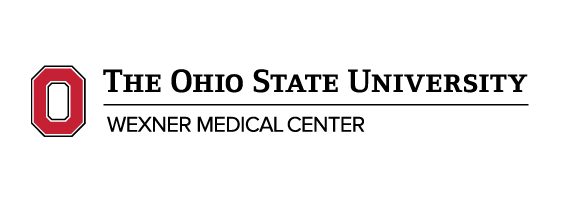 O
THE OHIO STATE UNIVERSITY
WEXNER MEDICAL CENTER